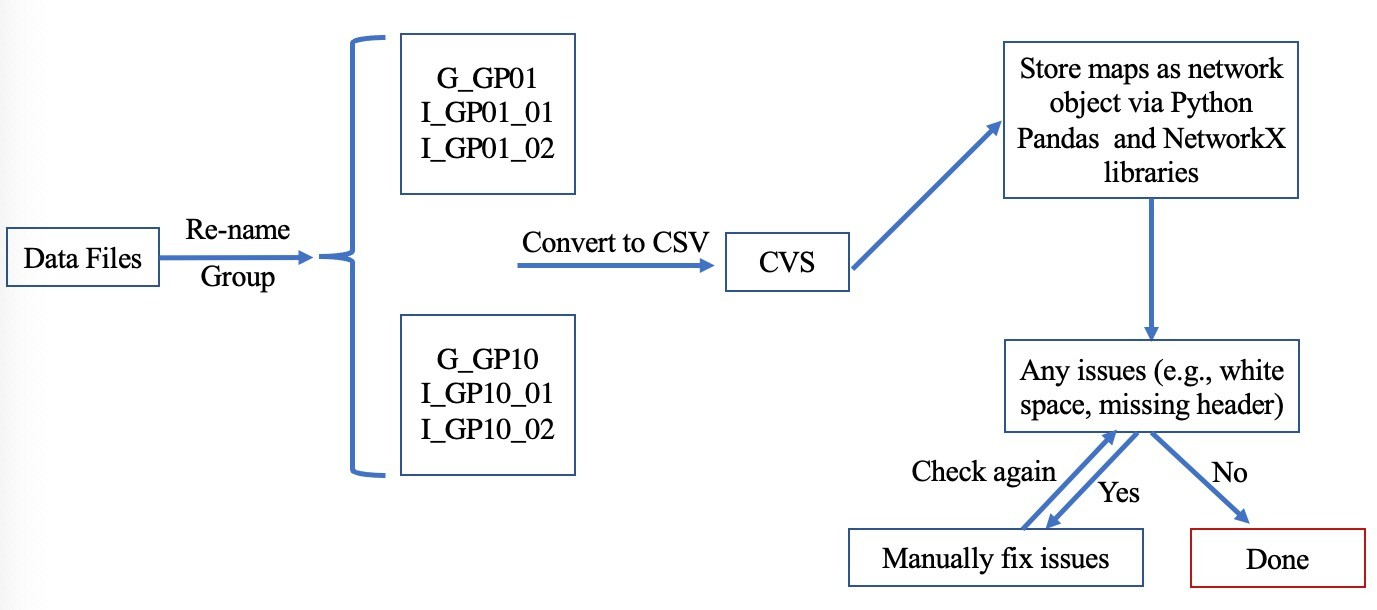 Data Files
Re-name
Group
G_GP01
I_GP01_01
I_GP01_02
G_GP10
I_GP10_01
I_GP10_02
Convert to CSV
CVS
Store maps as network
object via Python
Pandas and NetworkX
libraries
Any issues (e.g., white
space, missing header)
Check again
Yes
No
Manually fix issues
Done